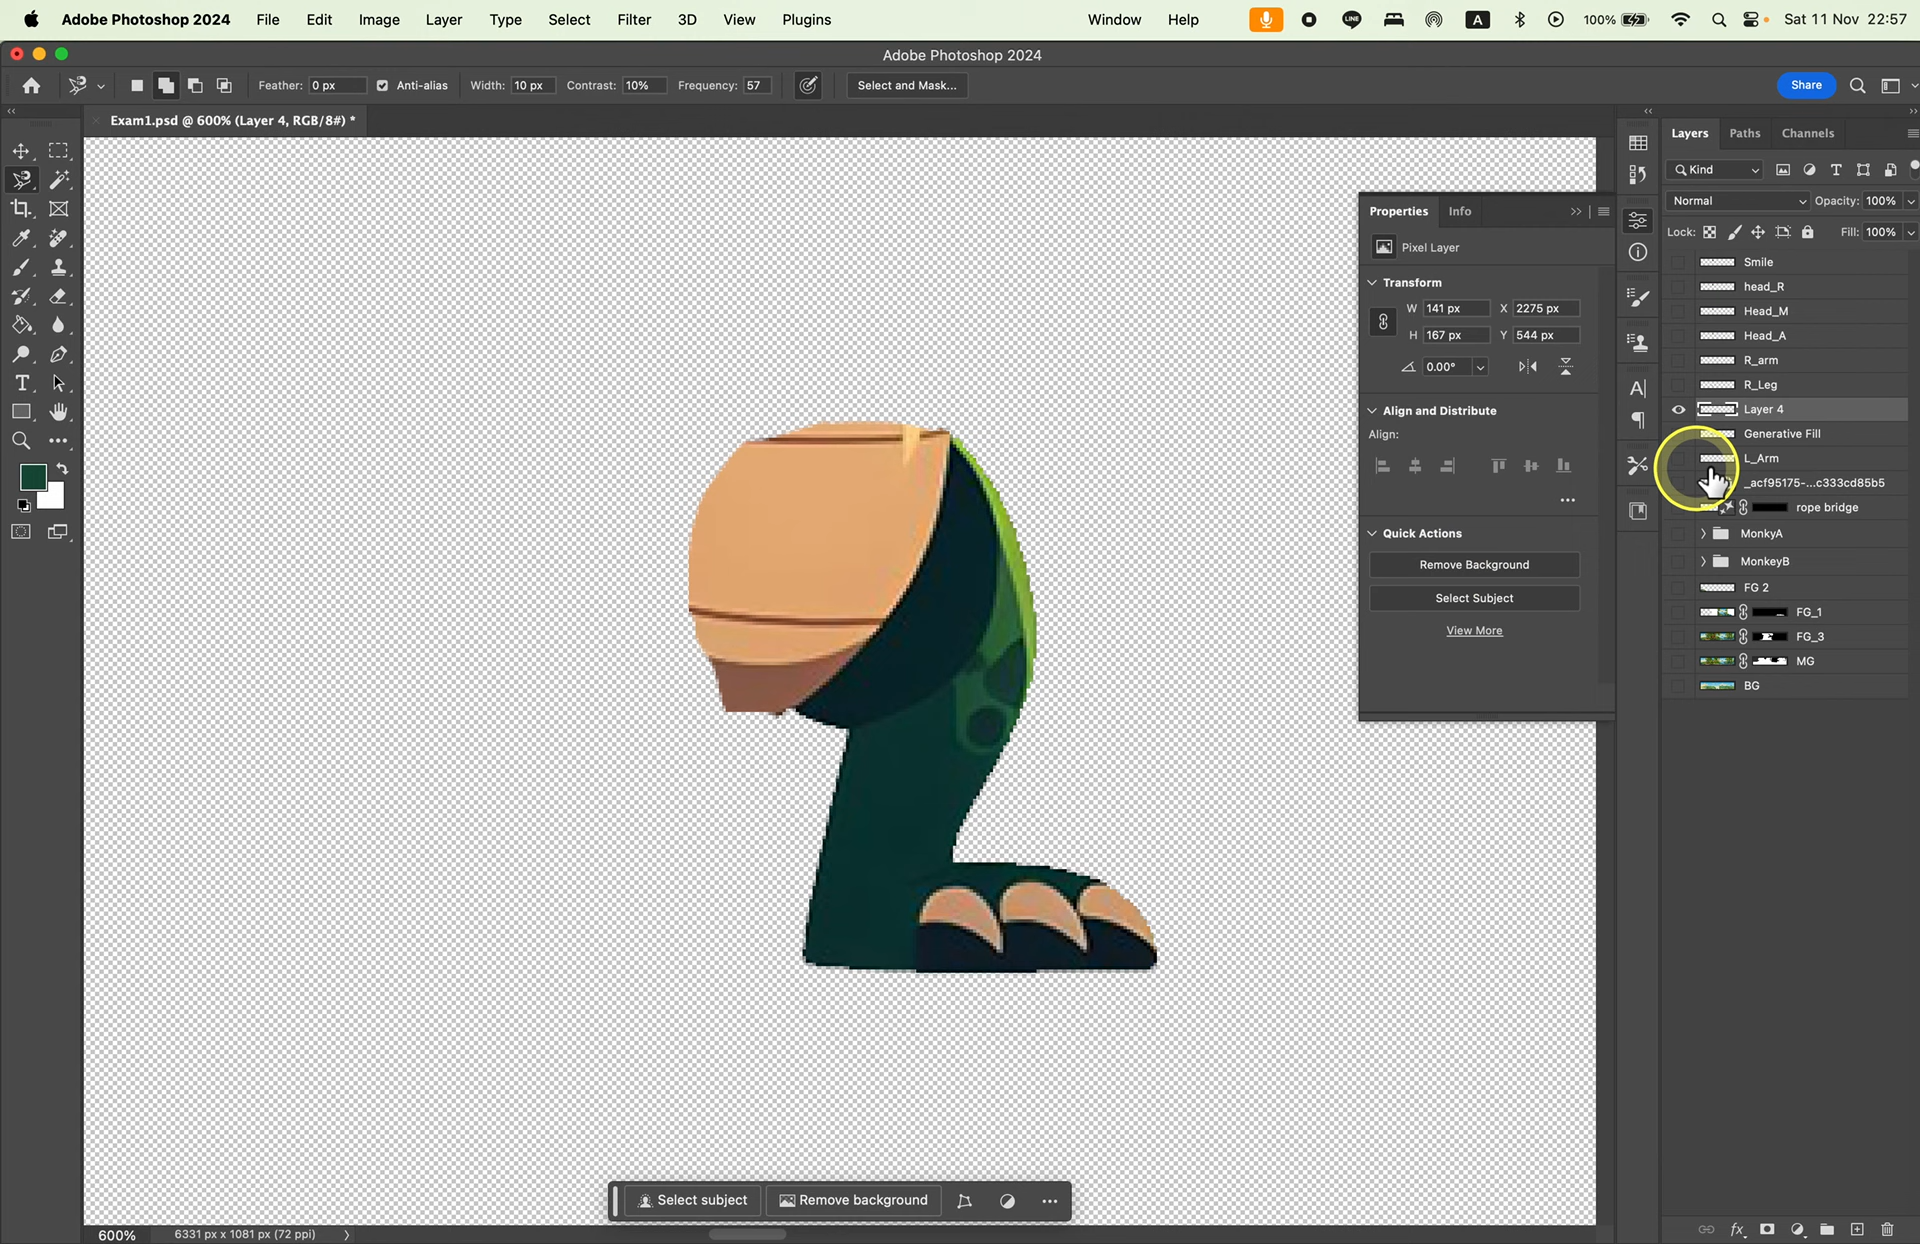 Adobe Photoshop 2024 File Edit Image Layer Type Select Filter 3D View Plugins Window Help A 100% Sat 11 Nov 22:57
Adobe Photoshop 2024
Feather: 0 px Anti-alias Width: 10 px Contrast: 10% Frequency: 57 Select and Mask... Share
Exam1.psd @ 600% (Layer 4, RGB/8#) *
Layers Paths Channels
Kind
Normal Opacity: 100%
Lock: Fill: 100%
Properties Info
Pixel Layer
Transform
W 141 px X 2275 px
H 167 px Y 544 px
0.00°
Align and Distribute
Align:
Quick Actions
Remove Background
Select Subject
View More
Smile
head_R
Head_M
Head_A
R_arm
R_Leg
Layer 4
Generative Fill
L_Arm
_acf95175-...c333cd85b5
rope bridge
MonkyA
MonkeyB
FG 2
FG_1
FG_3
MG
BG
Select subject Remove background
600% 6331 px x 1081 px (72 ppi)
fx